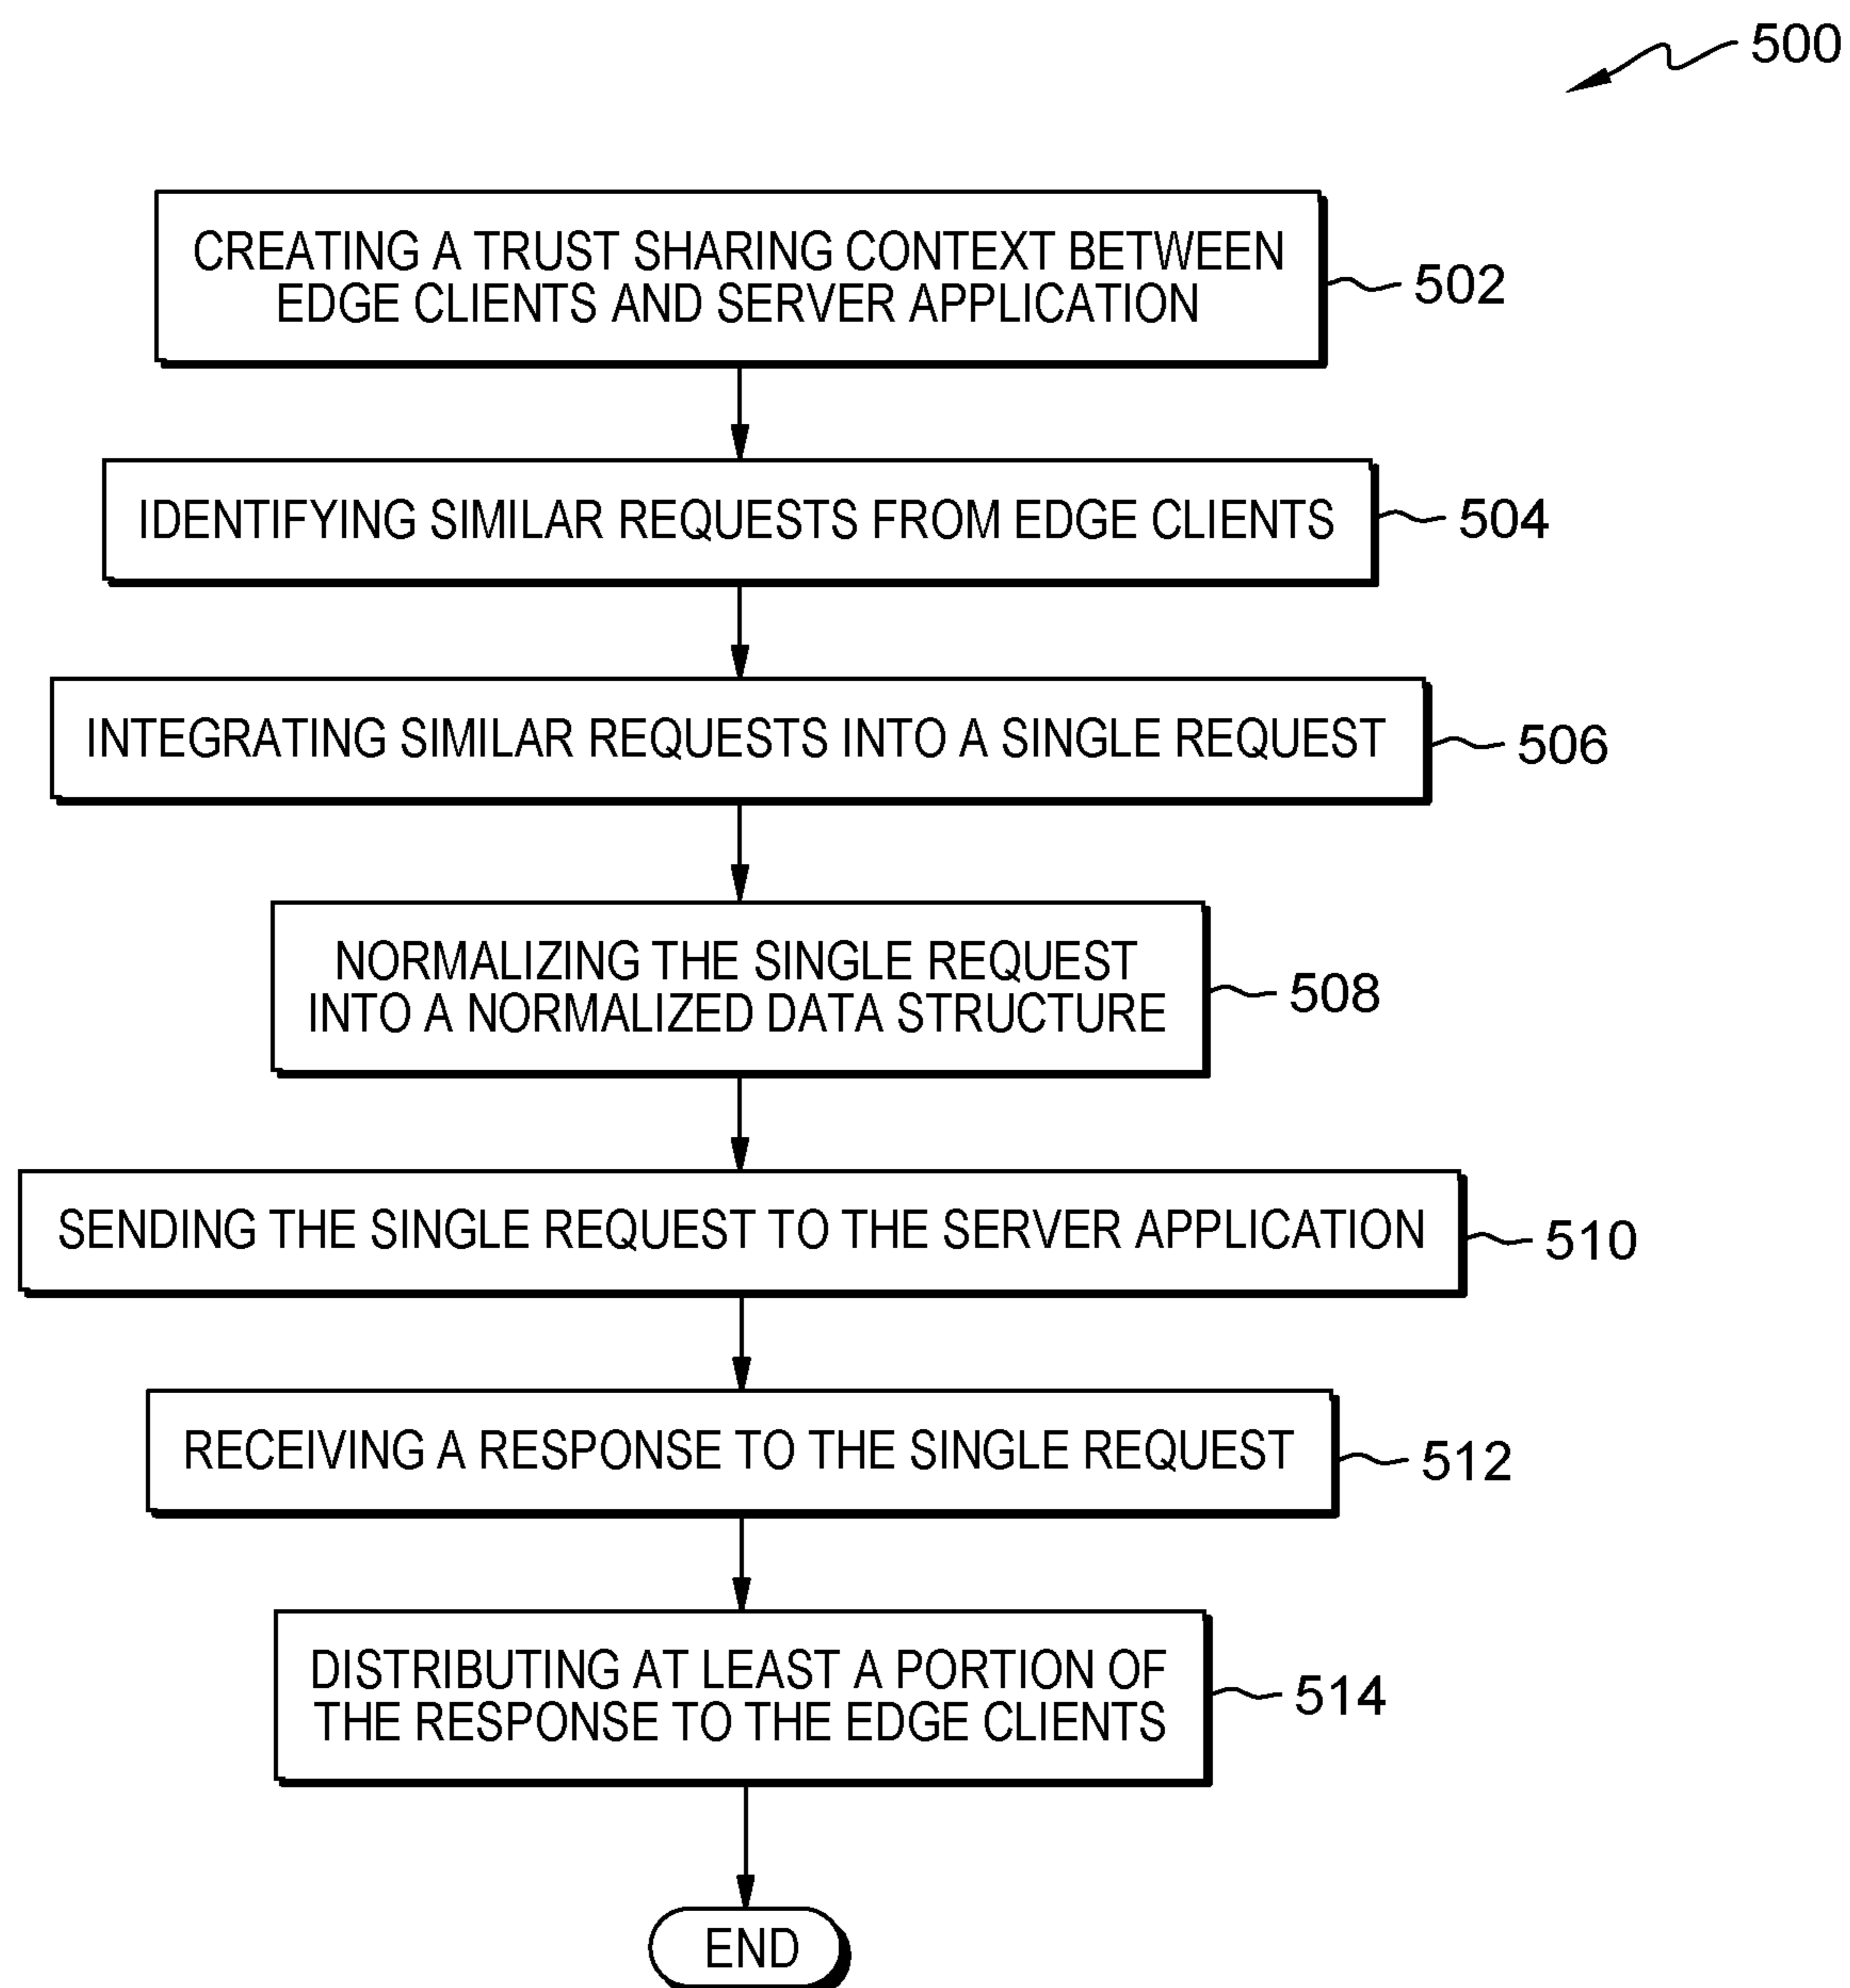 500
CREATING A TRUST SHARING CONTEXT BETWEEN
EDGE CLIENTS AND SERVER APPLICATION
502
IDENTIFYING SIMILAR REQUESTS FROM EDGE CLIENTS
504
INTEGRATING SIMILAR REQUESTS INTO A SINGLE REQUEST
506
NORMALIZING THE SINGLE REQUEST
INTO A NORMALIZED DATA STRUCTURE
508
SENDING THE SINGLE REQUEST TO THE SERVER APPLICATION
510
RECEIVING A RESPONSE TO THE SINGLE REQUEST
512
DISTRIBUTING AT LEAST A PORTION OF
THE RESPONSE TO THE EDGE CLIENTS
514
END